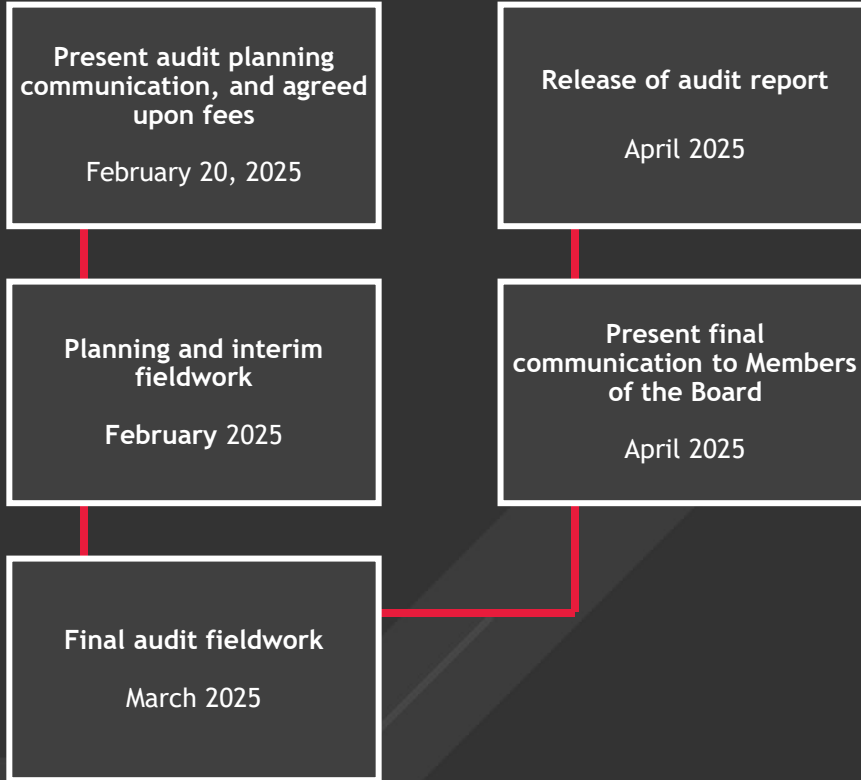 Present audit planning
communication, and agreed
upon fees
February 20, 2025
Planning and interim
fieldwork
February 2025
Final audit fieldwork
March 2025
Present final
communication to Members
of the Board
April 2025
Release of audit report
April 2025